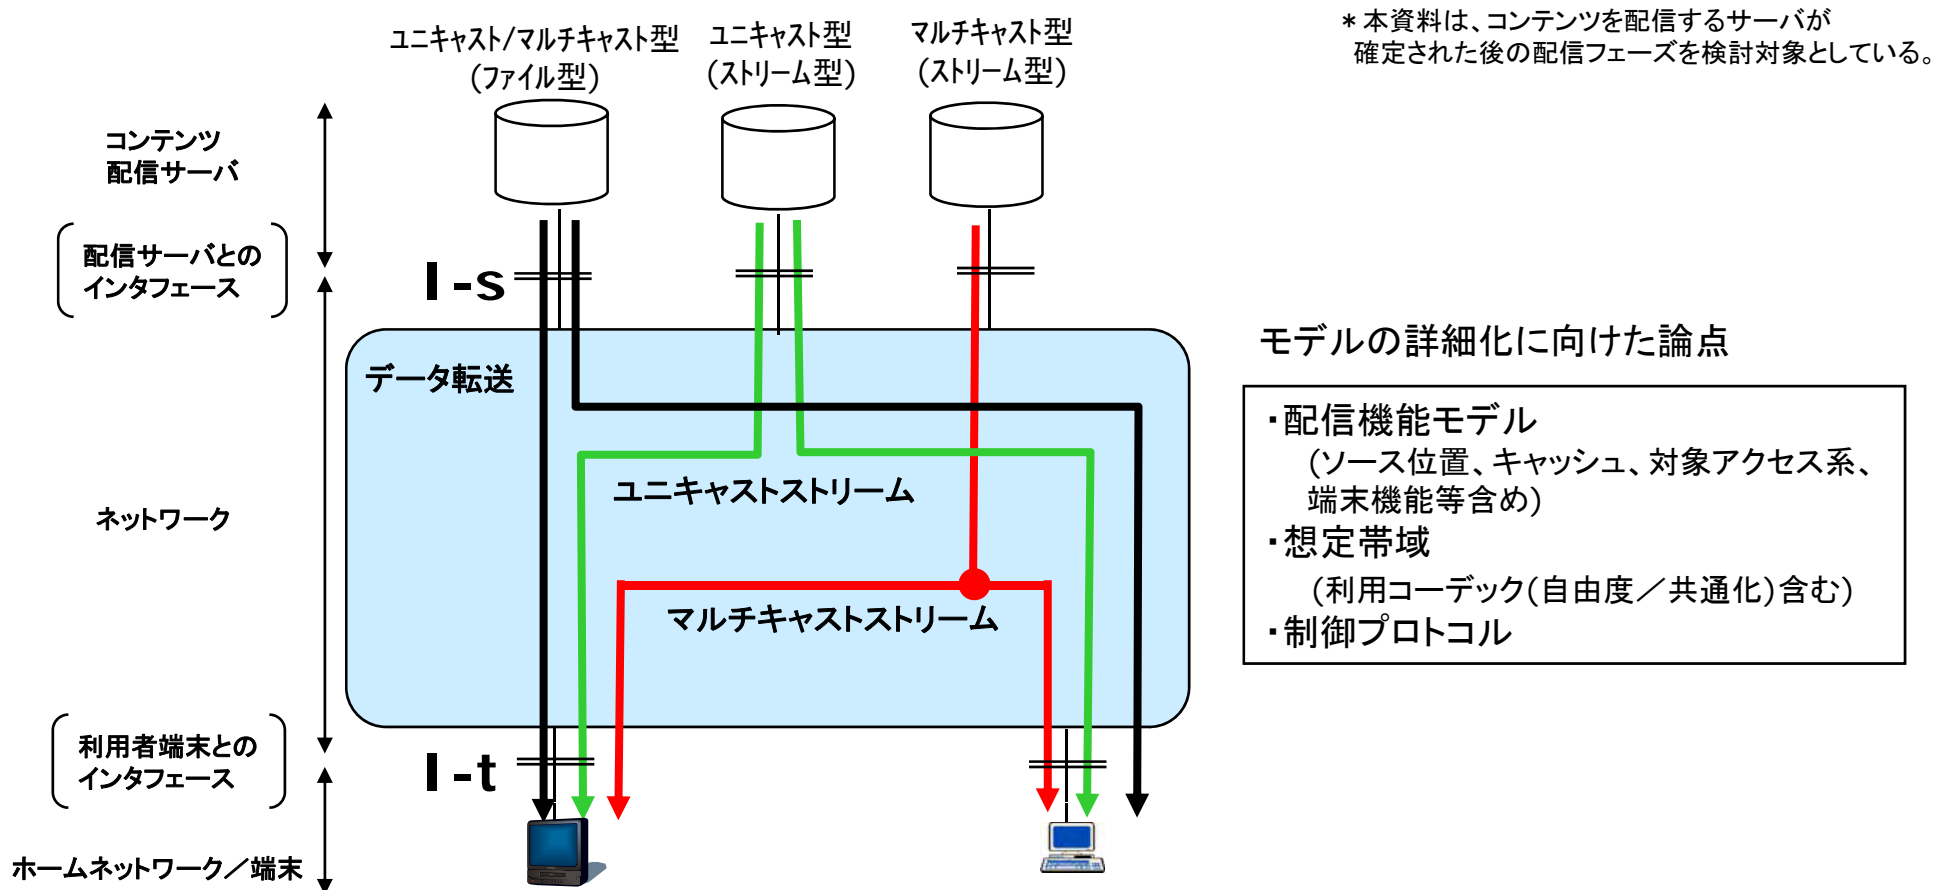 ユニキャスト/マルチキャスト型
(ファイル型)
ユニキャスト型
(ストリーム型)
マルチキャスト型
(ストリーム型)
*本資料は、コンテンツを配信するサーバが
確定された後の配信フェーズを検討対象としている。
コンテンツ
配信サーバ
配信サーバとの
インタフェース
I-s
データ転送
ユニキャストストリーム
ネットワーク
マルチキャストストリーム
モデルの詳細化に向けた論点
・配信機能モデル
(ソース位置、キャッシュ、対象アクセス系、
端末機能等含め)
・想定帯域
(利用コーデック(自由度／共通化)含む)
・制御プロトコル
利用者端末との
インタフェース
I-t
ホームネットワーク／端末